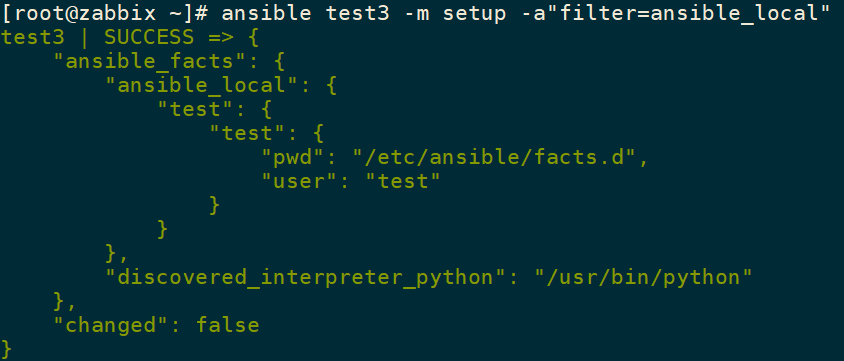 [root@zabbix ~]# ansible test3 -m setup -a"filter=ansible_local"
test3 | SUCCESS => {
    "ansible_facts": {
        "ansible_local": {
            "test": {
                "test": {
                    "pwd": "/etc/ansible/facts.d",
                    "user": "test"
                }
            }
        },
        "discovered_interpreter_python": "/usr/bin/python"
    },
    "changed": false
}